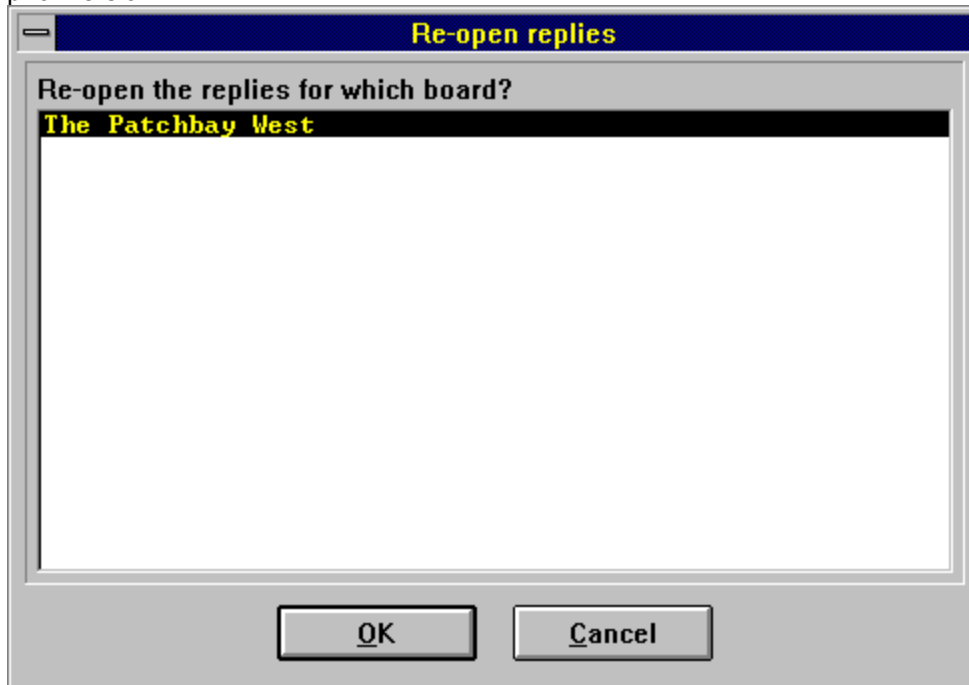 Re-open replies
Re-open the replies for which board?
The Patchbay West
OK
Cancel